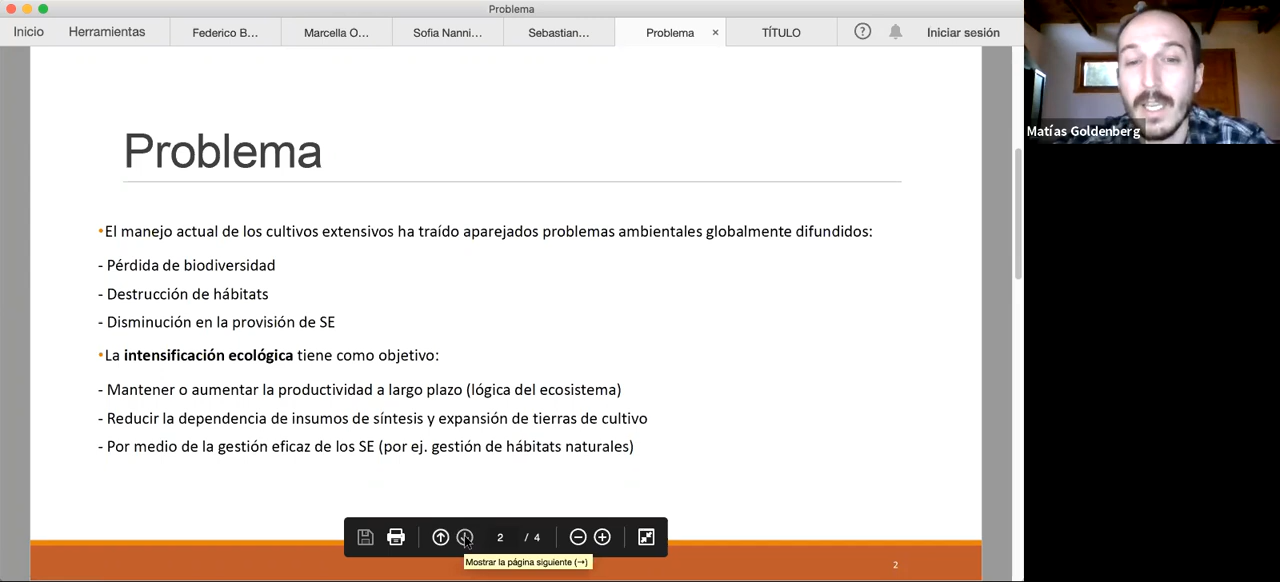 Problema
Inicio Herramientas Federico B... Marcella O... Sofia Nanni... Sebastian... Problema × TÍTULO ? Iniciar sesión
Problema
•El manejo actual de los cultivos extensivos ha traído aparejados problemas ambientales globalmente difundidos:
- Pérdida de biodiversidad
- Destrucción de hábitats
- Disminución en la provisión de SE
•La intensificación ecológica tiene como objetivo:
- Mantener o aumentar la productividad a largo plazo (lógica del ecosistema)
- Reducir la dependencia de insumos de síntesis y expansión de tierras de cultivo
- Por medio de la gestión eficaz de los SE (por ej. gestión de hábitats naturales)
2 / 4
Mostrar la página siguiente (→)
2
Matías Goldenberg